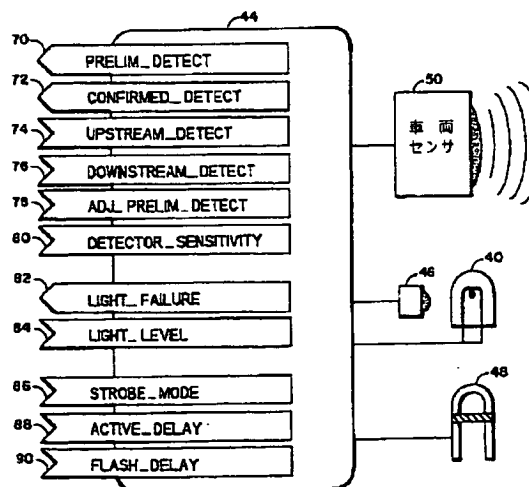 44
70
PRELIM_DETECT
72
CONFIRMED_DETECT
74
UPSTREAM_DETECT
76
DOWNSTREAM_DETECT
78
ADJ_PRELIM_DETECT
80
DETECTOR_SENSITIVITY
82
LIGHT_FAILURE
84
LIGHT_LEVEL
86
STROBE_MODE
88
ACTIVE_DELAY
90
FLASH_DELAY
50
車両
センサ
46
40
48